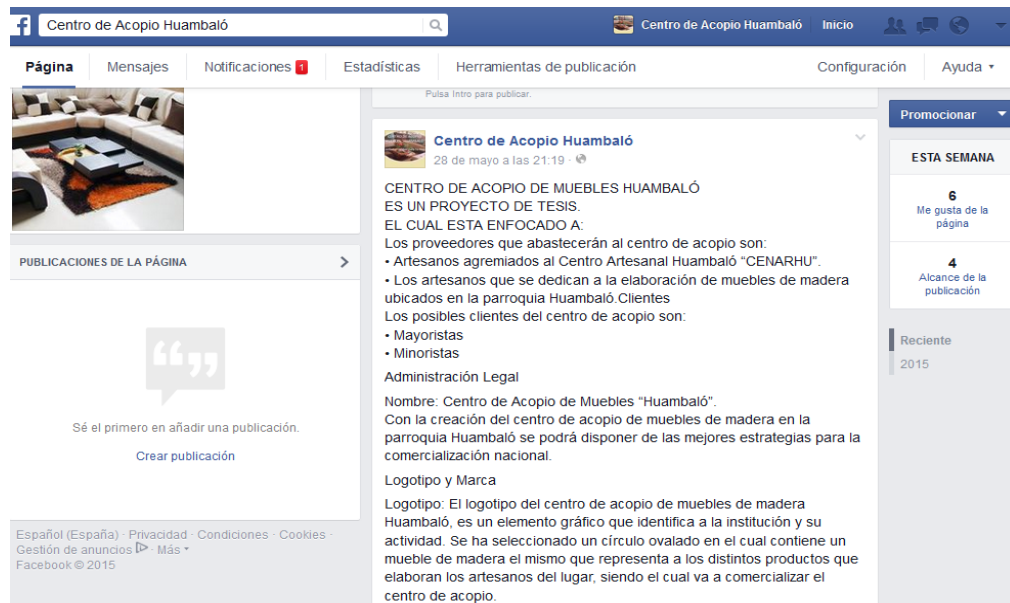 Centro de Acopio Huambaló
Centro de Acopio Huambaló Inicio
Página Mensajes Notificaciones 1 Estadísticas Herramientas de publicación Configuración Ayuda
Pulsa Intro para publicar.
Centro de Acopio Huambaló
28 de mayo a las 21:19 ·
CENTRO DE ACOPIO DE MUEBLES HUAMBALÓ
ES UN PROYECTO DE TESIS.
EL CUAL ESTA ENFOCADO A:
Los proveedores que abastecerán al centro de acopio son:
• Artesanos agremiados al Centro Artesanal Huambaló “CENARHU”.
• Los artesanos que se dedican a la elaboración de muebles de madera
ubicados en la parroquia Huambaló.Clientes
Los posibles clientes del centro de acopio son:
• Mayoristas
• Minoristas
Administración Legal
Nombre: Centro de Acopio de Muebles “Huambaló”.
Con la creación del centro de acopio de muebles de madera en la
parroquia Huambaló se podrá disponer de las mejores estrategias para la
comercialización nacional.
Logotipo y Marca
Logotipo: El logotipo del centro de acopio de muebles de madera
Huambaló, es un elemento gráfico que identifica a la institución y su
actividad. Se ha seleccionado un círculo ovalado en el cual contiene un
mueble de madera el mismo que representa a los distintos productos que
elaboran los artesanos del lugar, siendo el cual va a comercializar el
centro de acopio.
PUBLICACIONES DE LA PÁGINA
Sé el primero en añadir una publicación.
Crear publicación
Español (España) · Privacidad · Condiciones · Cookies ·
Gestión de anuncios · Más
Facebook © 2015
Promocionar
ESTA SEMANA
6
Me gusta de la
página
4
Alcance de la
publicación
Reciente
2015